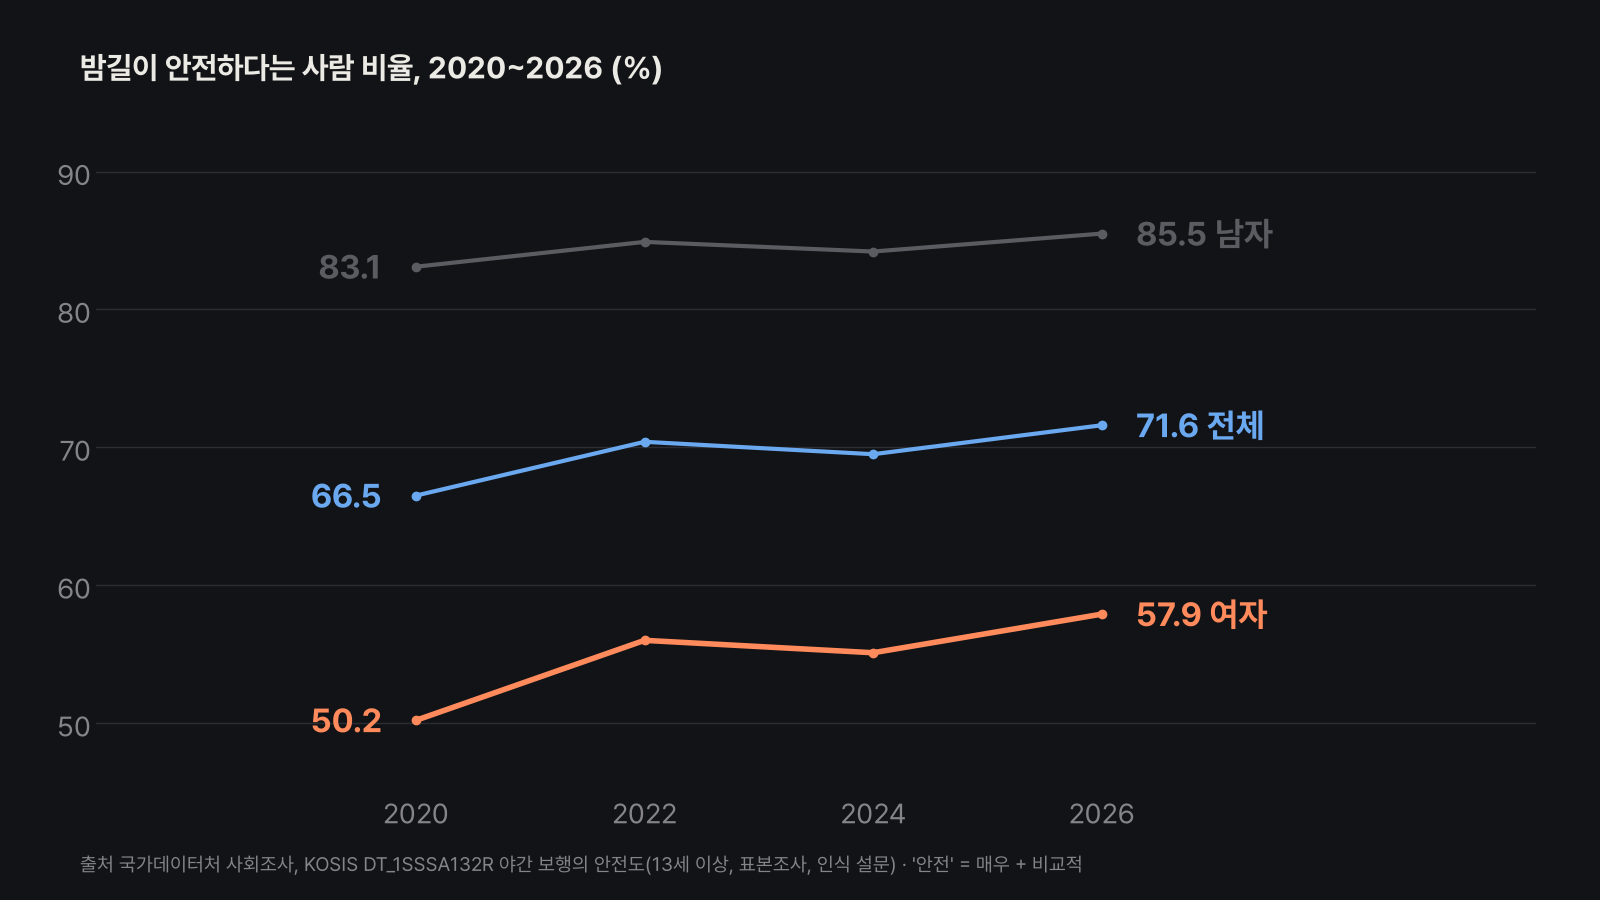 밤길이 안전하다는 사람 비율, 2020~2026 (%)
90
85.5 남자
83.1
80
71.6 전체
70
66.5
60
57.9 여자
50.2
50
2020 2022 2024 2026
출처 국가데이터처 사회조사, KOSIS DT_1SSSA132R 야간 보행의 안전도(13세 이상, 표본조사, 인식 설문) · '안전' = 매우 + 비교적